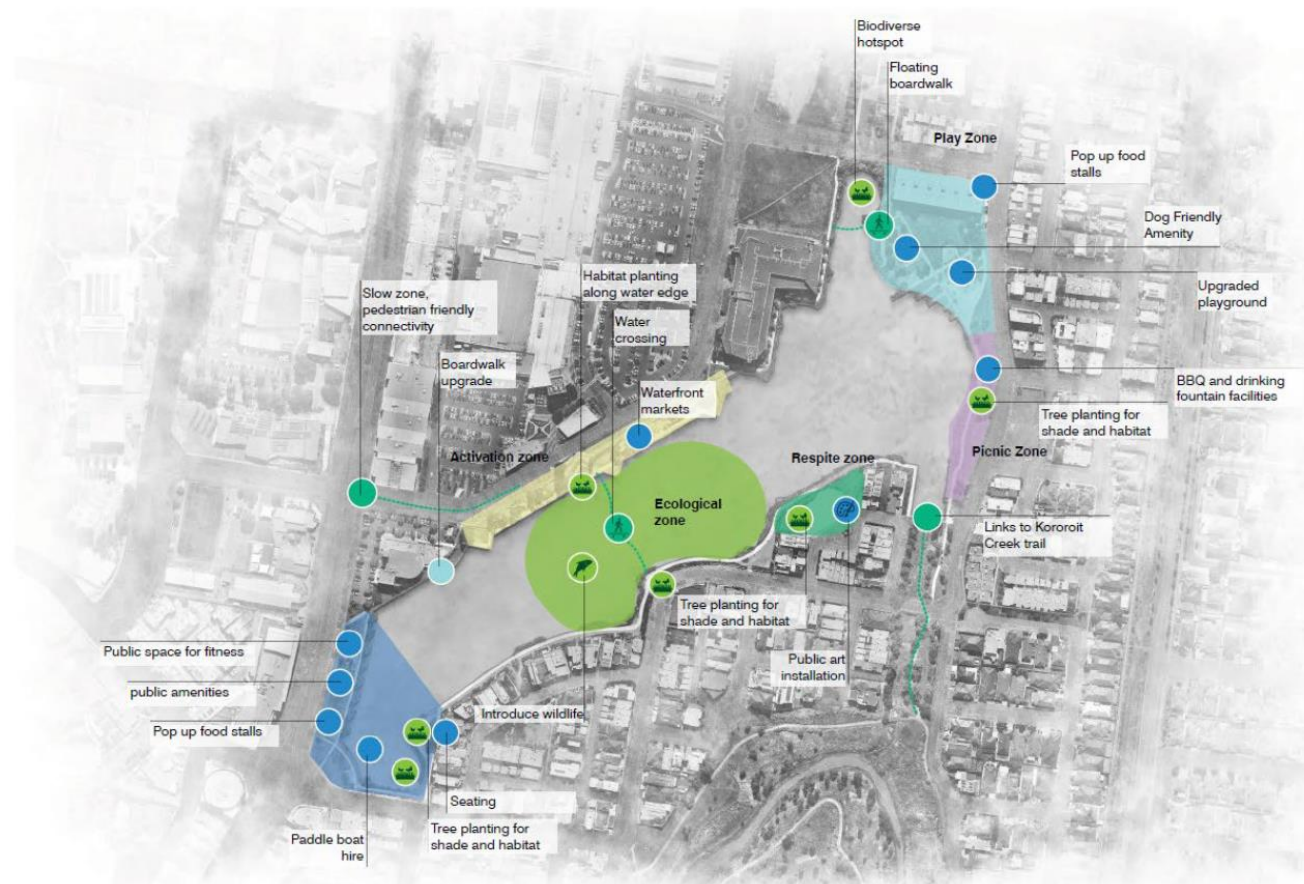 Biodiverse
hotspot
Floating
boardwalk
Play Zone
Pop up food
stalls
Dog Friendly
Amenity
Upgraded
playground
Habitat planting
along water edge
Slow zone,
pedestrian friendly
connectivity
Water
crossing
Boardwalk
upgrade
Waterfront
markets
BBQ and drinking
fountain facilities
Tree planting for
shade and habitat
Activation zone
Respite zone
Picnic Zone
Ecological
zone
Links to Kororoit
Creek trail
Tree planting for
shade and habitat
Public space for fitness
Public art
installation
public amenities
Introduce wildlife
Pop up food stalls
Seating
Tree planting for
shade and habitat
Paddle boat
hire